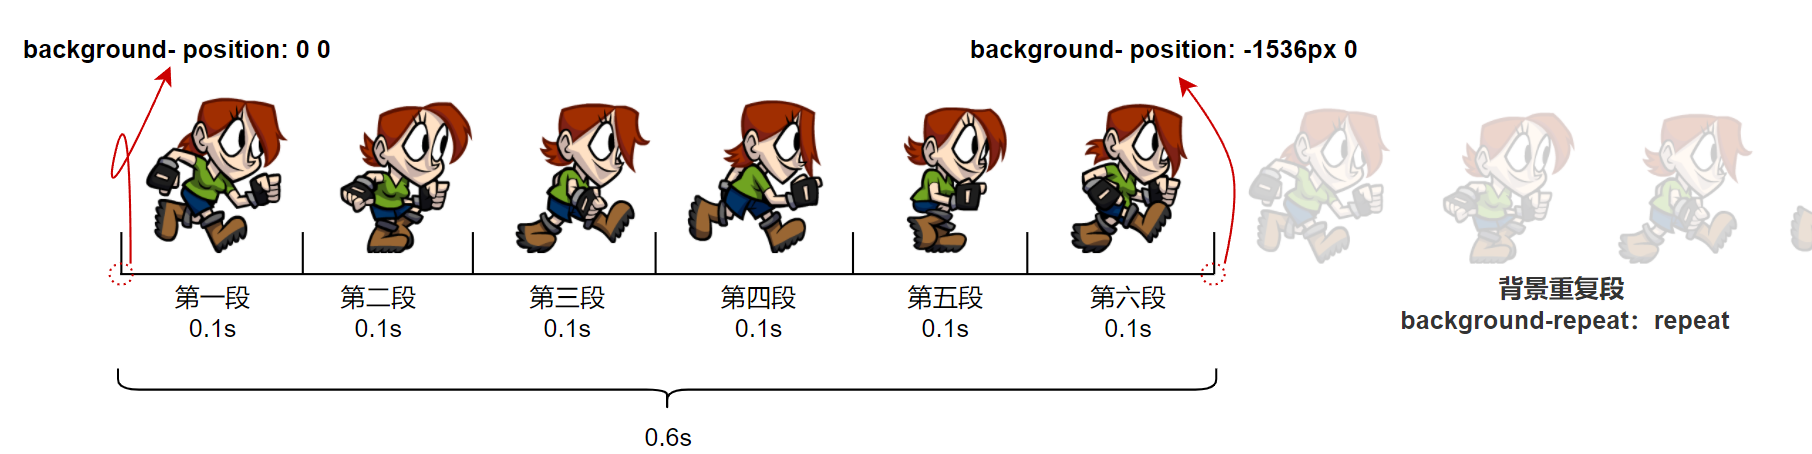 background- position: 0 0
background- position: -1536px 0
第一段
0.1s
第二段
0.1s
第三段
0.1s
第四段
0.1s
第五段
0.1s
第六段
0.1s
背景重复段
background-repeat：repeat
0.6s